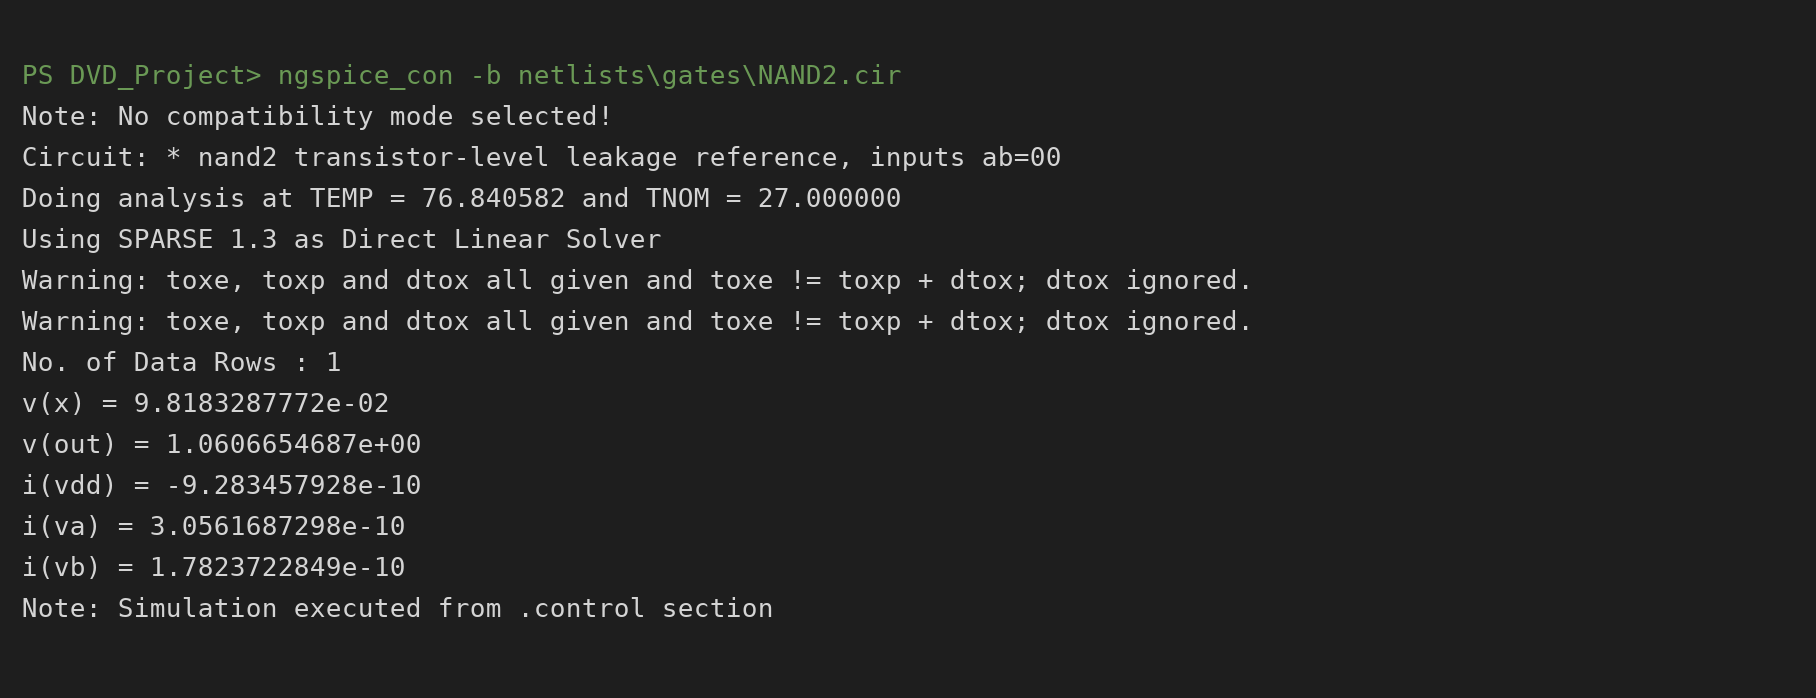 PS DVD_Project> ngspice_con -b netlists\gates\NAND2.cir
Note: No compatibility mode selected!
Circuit: * nand2 transistor-level leakage reference, inputs ab=00
Doing analysis at TEMP = 76.840582 and TNOM = 27.000000
Using SPARSE 1.3 as Direct Linear Solver
Warning: toxe, toxp and dtox all given and toxe != toxp + dtox; dtox ignored.
Warning: toxe, toxp and dtox all given and toxe != toxp + dtox; dtox ignored.
No. of Data Rows : 1
v(x) = 9.8183287772e-02
v(out) = 1.0606654687e+00
i(vdd) = -9.283457928e-10
i(va) = 3.0561687298e-10
i(vb) = 1.7823722849e-10
Note: Simulation executed from .control section